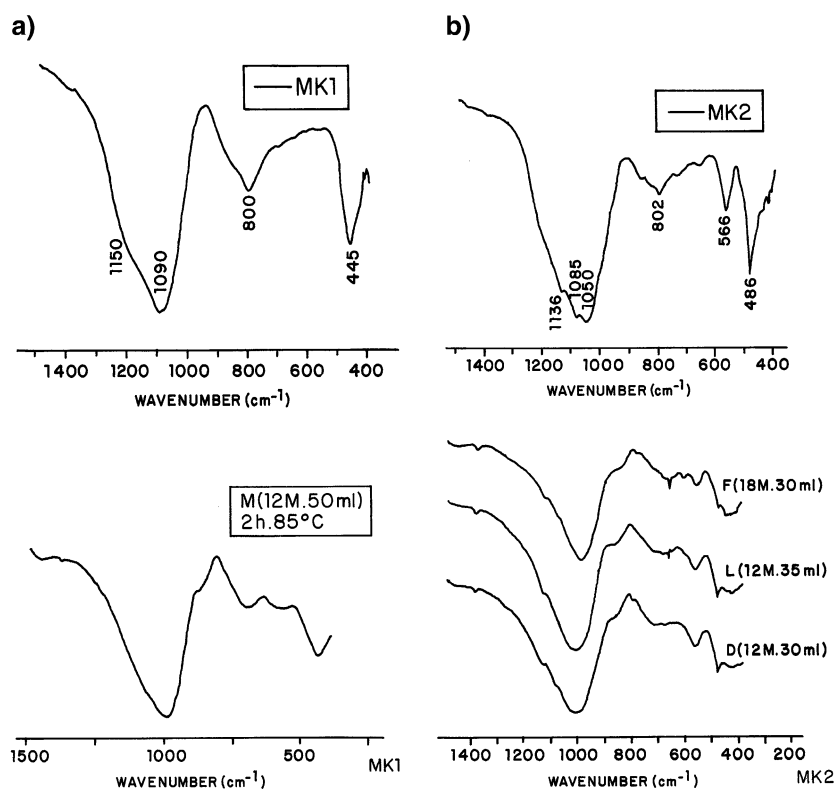 a)
MK1
1150
1090
800
445
1400 1200 1000 800 600 400
WAVENUMBER (cm-1)
M(12M.50ml)
2h.85°C
1500 1000 500
MK1
WAVENUMBER (cm-1)
b)
MK2
1136
1085
1050
802
566
486
1400 1200 1000 800 600 400
WAVENUMBER (cm-1)
F(18M.30ml)
L(12M.35ml)
D(12M.30ml)
1400 1200 1000 800 600 400 200
WAVENUMBER (cm-1)
MK2